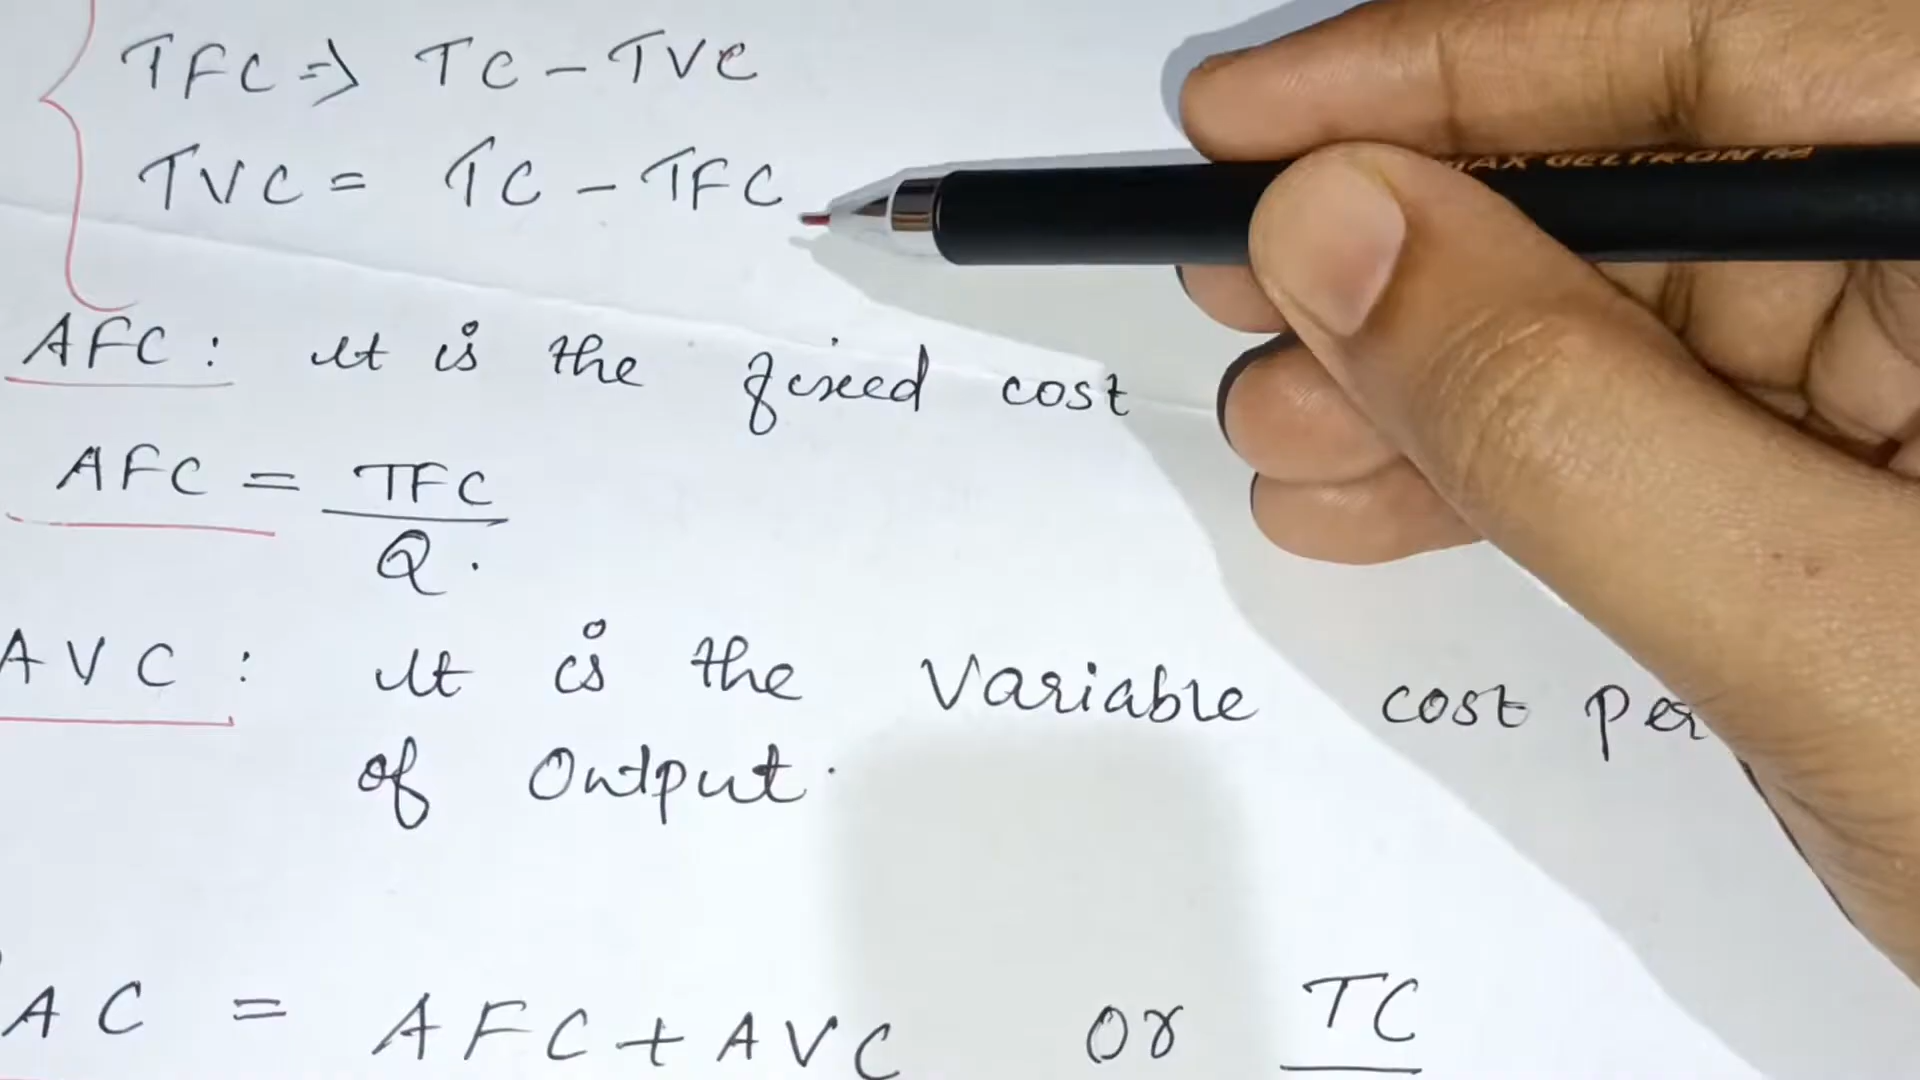 TFC => TC - TVC
TVC = TC - TFC
AFC: It is the fixed cost
AFC = TFC
Q.
AVC: It is the Variable cost per
of Output.
AC = AFC + AVC or TC